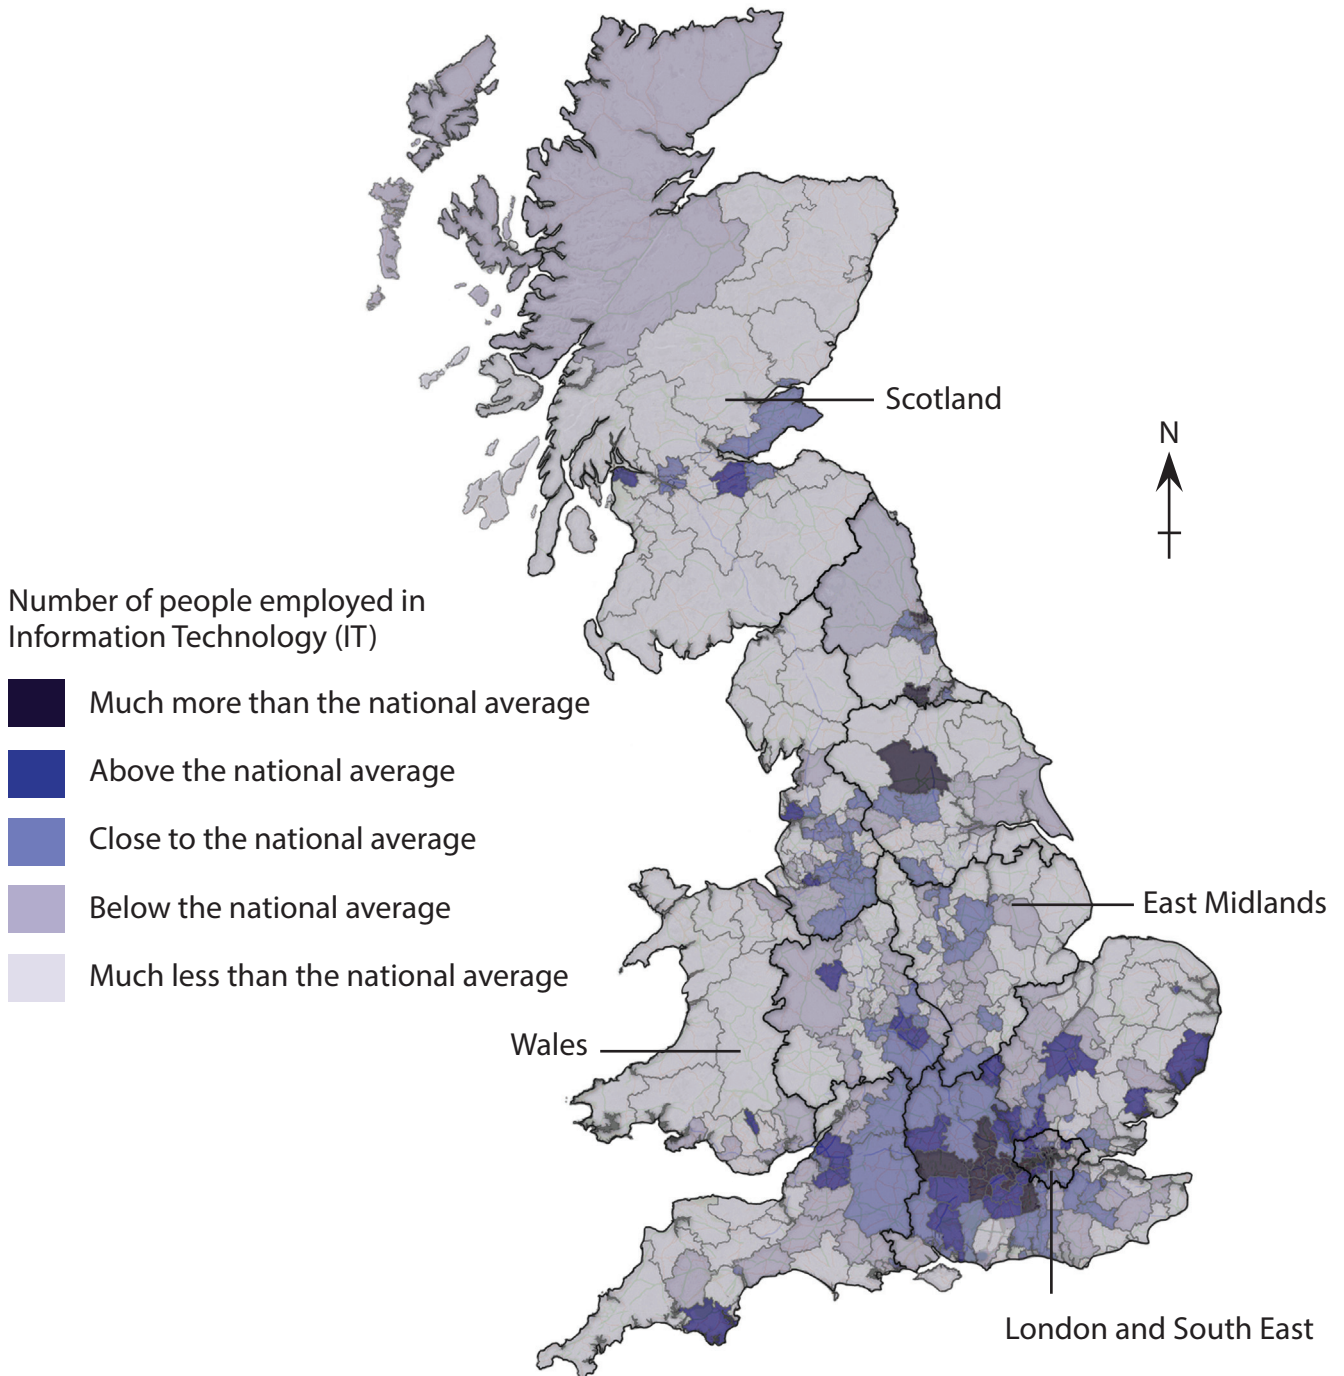 Scotland
N
Number of people employed in
Information Technology (IT)
Much more than the national average
Above the national average
Close to the national average
Below the national average
Much less than the national average
East Midlands
Wales
London and South East